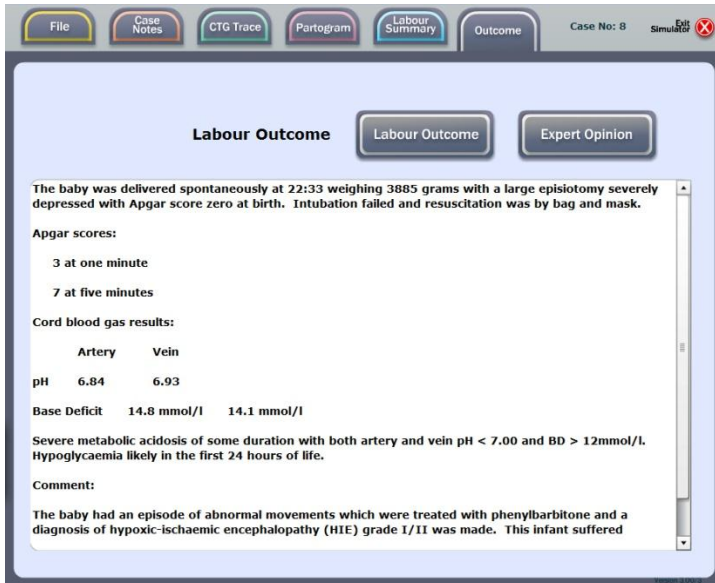 File
Case Notes
CTG Trace
Partogram
Labour Summary
Outcome
Case No: 8
Exit Simulator
Labour Outcome
Labour Outcome
Expert Opinion
The baby was delivered spontaneously at 22:33 weighing 3885 grams with a large episiotomy severely
depressed with Apgar score zero at birth. Intubation failed and resuscitation was by bag and mask.
Apgar scores:
3 at one minute
7 at five minutes
Cord blood gas results:
Artery Vein
pH 6.84 6.93
Base Deficit 14.8 mmol/l 14.1 mmol/l
Severe metabolic acidosis of some duration with both artery and vein pH < 7.00 and BD > 12mmol/l.
Hypoglycaemia likely in the first 24 hours of life.
Comment:
The baby had an episode of abnormal movements which were treated with phenylbarbitone and a
diagnosis of hypoxic-ischaemic encephalopathy (HIE) grade I/II was made. This infant suffered